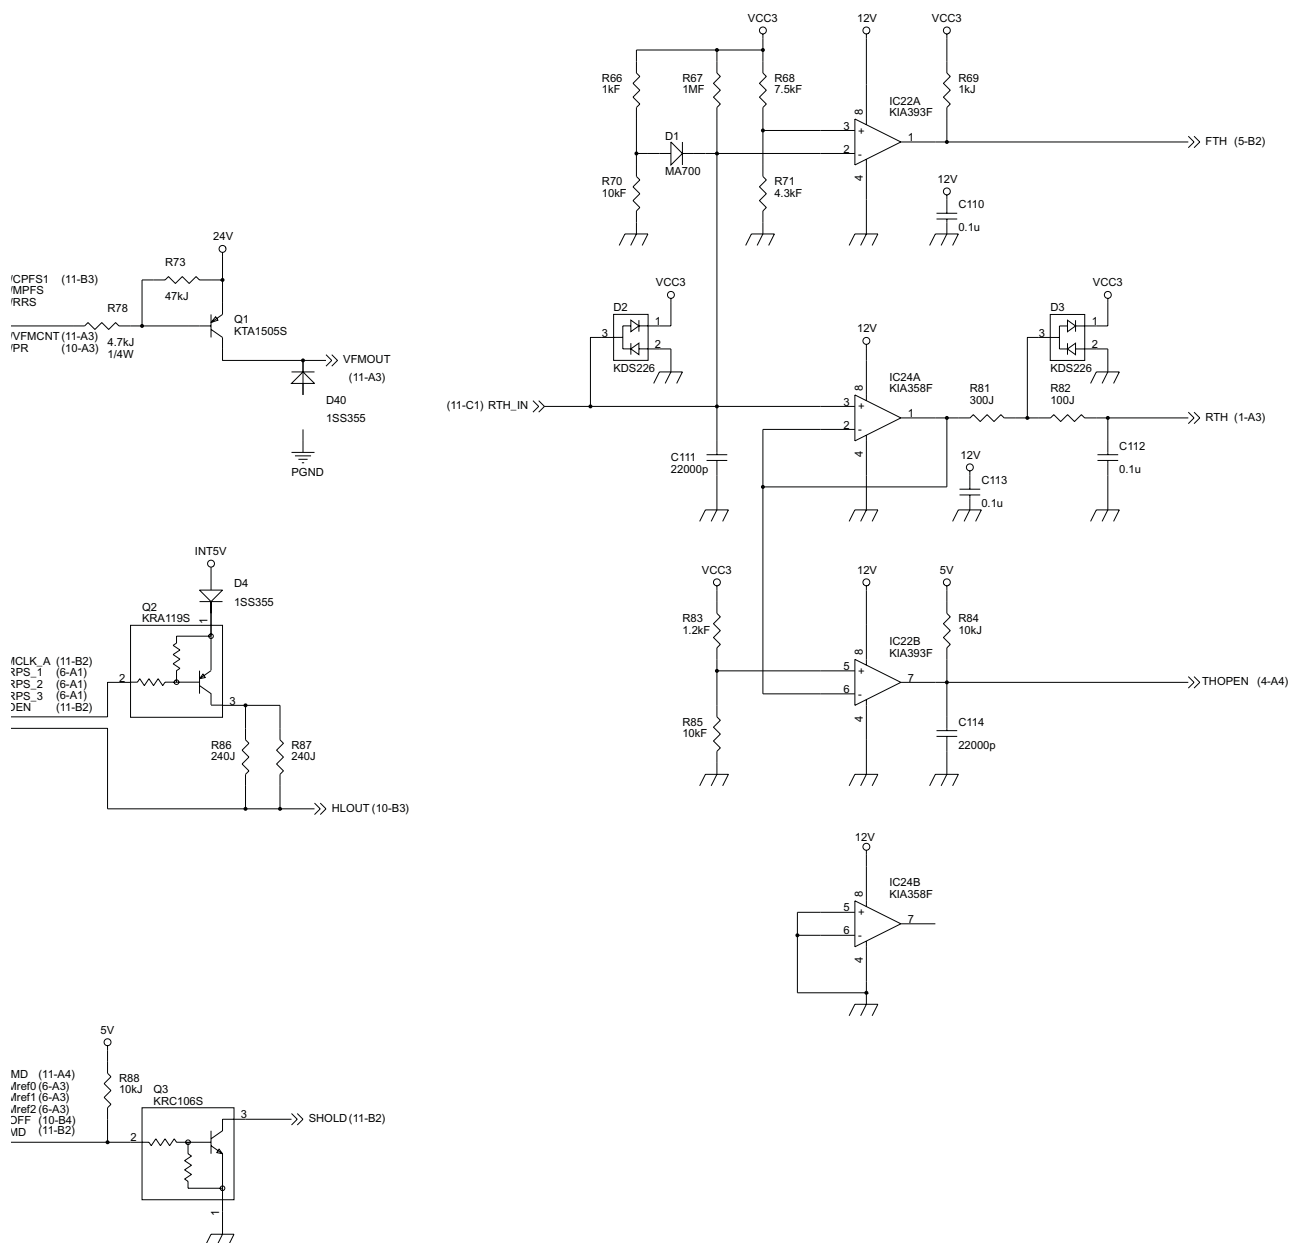 VCC3
12V
VCC3
R66
1kF
R67
1MF
R68
7.5kF
R69
1kJ
IC22A
KIA393F
8
3
+
1
2
-
4
D1
MA700
FTH (5-B2)
R70
10kF
R71
4.3kF
12V
C110
0.1u
24V
R73
47kJ
CPFS1 (11-B3)
MPFS
RRS
R78
4.7kJ
1/4W
Q1
KTA1505S
VFMCNT (11-A3)
PR (10-A3)
VFMOUT
(11-A3)
D40
1SS355
PGND
VCC3
D2
1
3
2
KDS226
VCC3
D3
1
3
2
KDS226
12V
IC24A
KIA358F
8
(11-C1) RTH_IN
3
+
1
2
-
4
R81
300J
R82
100J
RTH (1-A3)
C111
22000p
12V
C113
0.1u
C112
0.1u
INT5V
D4
1SS355
Q2
KRA119S
1
MCLK_A (11-B2)
RPS_1 (6-A1)
RPS_2 (6-A1)
RPS_3 (6-A1)
(11-B2)
2
3
R86
240J
R87
240J
HLOUT (10-B3)
VCC3
12V
5V
R83
1.2kF
R84
10kJ
IC22B
KIA393F
8
5
+
7
6
-
4
THOPEN (4-A4)
R85
10kF
C114
22000p
12V
IC24B
KIA358F
8
5
+
7
6
-
4
5V
MD (11-A4)
Mref0 (6-A3)
Mref1 (6-A3)
Mref2 (6-A3)
OFF (10-B4)
MD (11-B2)
R88
10kJ
Q3
KRC106S
2
3
1
SHOLD (11-B2)